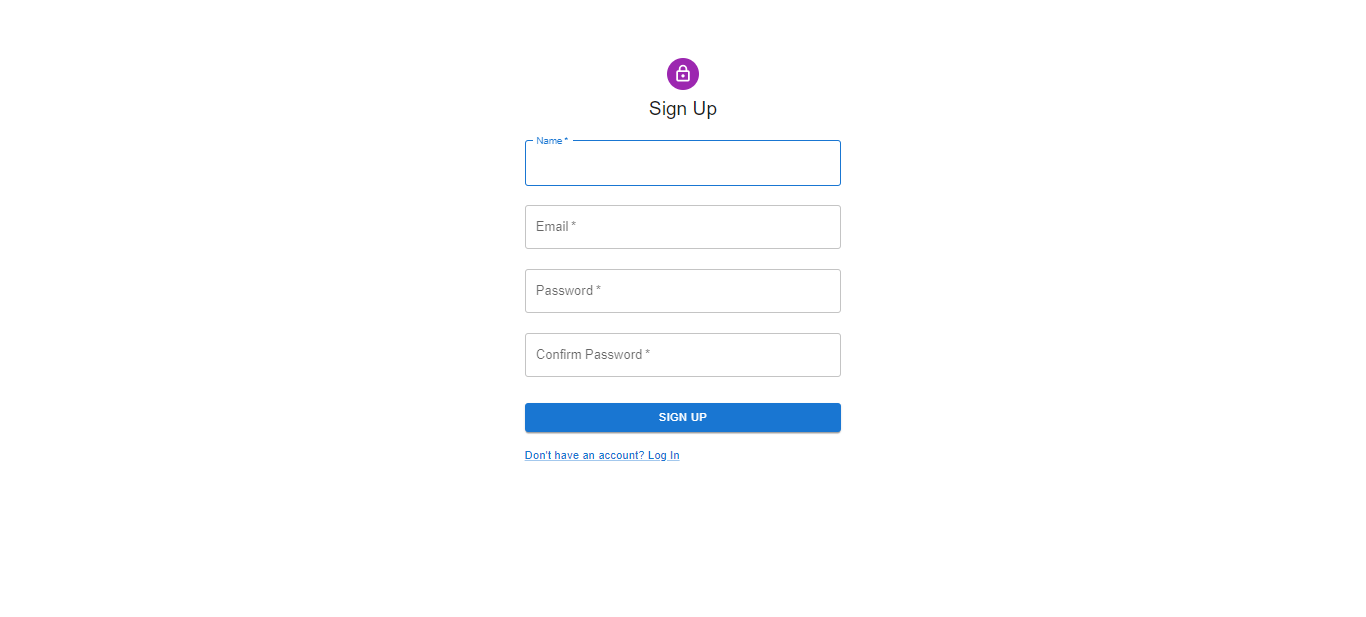 Sign Up
Name *
Email *
Password *
Confirm Password *
SIGN UP
Don't have an account? Log In